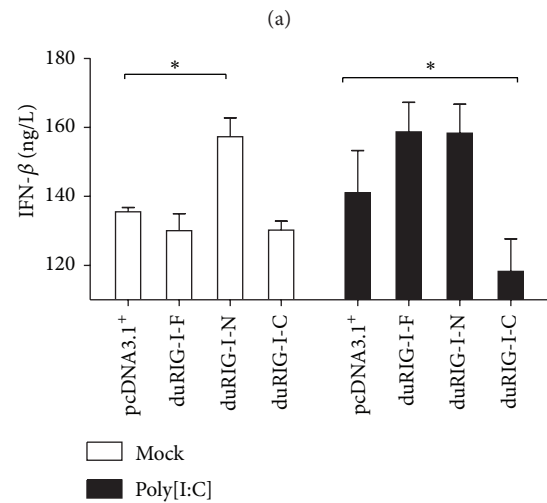 (a)
180
160
140
120
IFN-β (ng/L)
*
*
pcDNA3.1⁺
duRIG-I-F
duRIG-I-N
duRIG-I-C
pcDNA3.1⁺
duRIG-I-F
duRIG-I-N
duRIG-I-C
Mock
Poly[I:C]